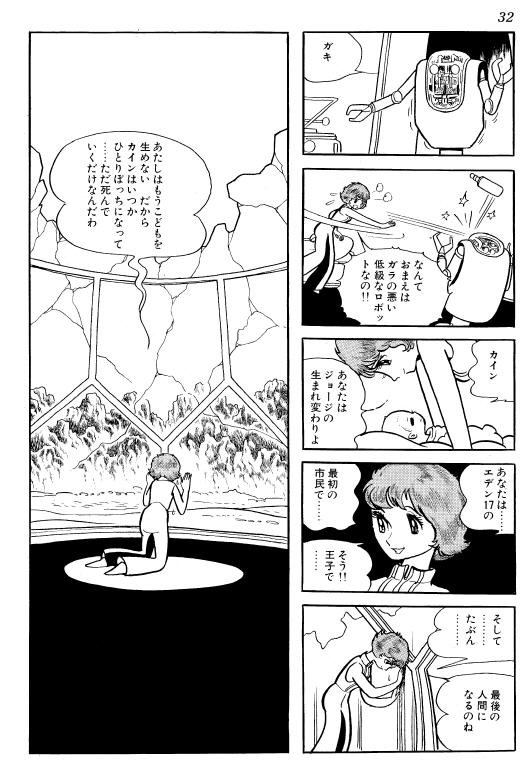 32
ガキ
なんて
おまえは
ガラの悪い
低級なロボッ
トなの!!
カイン
あなたは
ジョージの
生まれ変わりよ
あなたは……
エデン17の
最初の
市民で……
そう!!
王子で
……
そして
………
たぶん
……
最後の
人間に
なるのね
あたしはもうこどもを
生めない だから
カインはいつか
ひとりぼっちになって
……ただ死んで
いくだけなんだわ